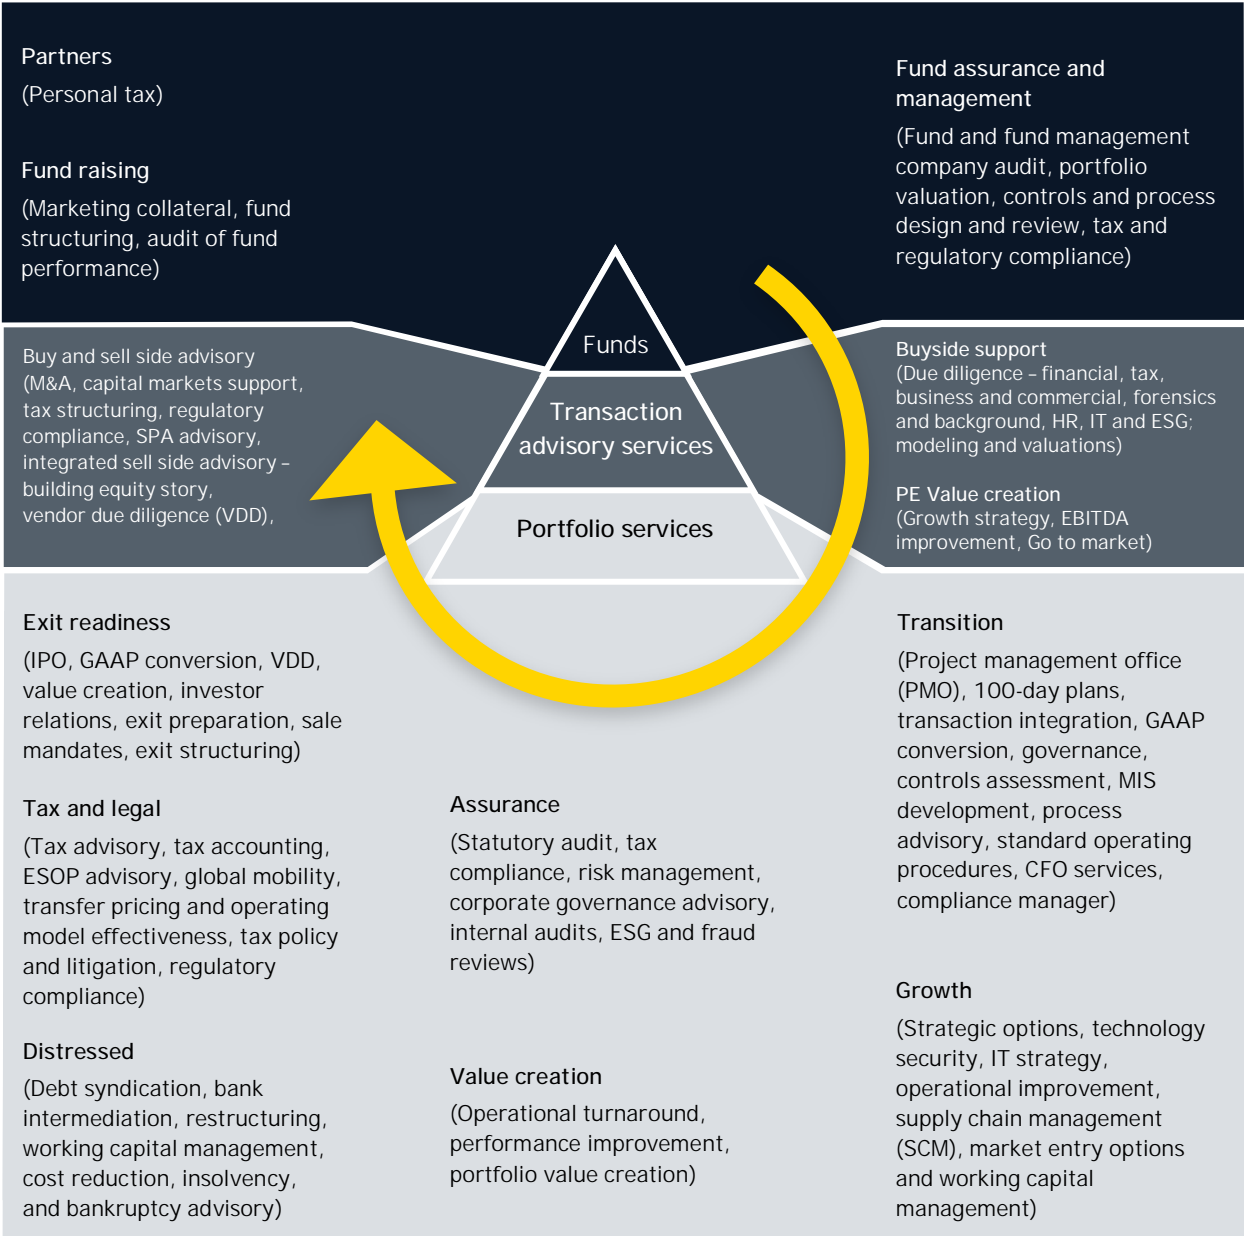 Partners
(Personal tax)
Fund raising
(Marketing collateral, fund
structuring, audit of fund
performance)
Fund assurance and
management
(Fund and fund management
company audit, portfolio
valuation, controls and process
design and review, tax and
regulatory compliance)
Funds
Transaction
advisory services
Portfolio services
Buy and sell side advisory
(M&A, capital markets support,
tax structuring, regulatory
compliance, SPA advisory,
integrated sell side advisory –
building equity story,
vendor due diligence (VDD),
Buyside support
(Due diligence – financial, tax,
business and commercial, forensics
and background, HR, IT and ESG;
modeling and valuations)
PE Value creation
(Growth strategy, EBITDA
improvement, Go to market)
Exit readiness
(IPO, GAAP conversion, VDD,
value creation, investor
relations, exit preparation, sale
mandates, exit structuring)
Tax and legal
(Tax advisory, tax accounting,
ESOP advisory, global mobility,
transfer pricing and operating
model effectiveness, tax policy
and litigation, regulatory
compliance)
Distressed
(Debt syndication, bank
intermediation, restructuring,
working capital management,
cost reduction, insolvency,
and bankruptcy advisory)
Assurance
(Statutory audit, tax
compliance, risk management,
corporate governance advisory,
internal audits, ESG and fraud
reviews)
Value creation
(Operational turnaround,
performance improvement,
portfolio value creation)
Transition
(Project management office
(PMO), 100-day plans,
transaction integration, GAAP
conversion, governance,
controls assessment, MIS
development, process
advisory, standard operating
procedures, CFO services,
compliance manager)
Growth
(Strategic options, technology
security, IT strategy,
operational improvement,
supply chain management
(SCM), market entry options
and working capital
management)